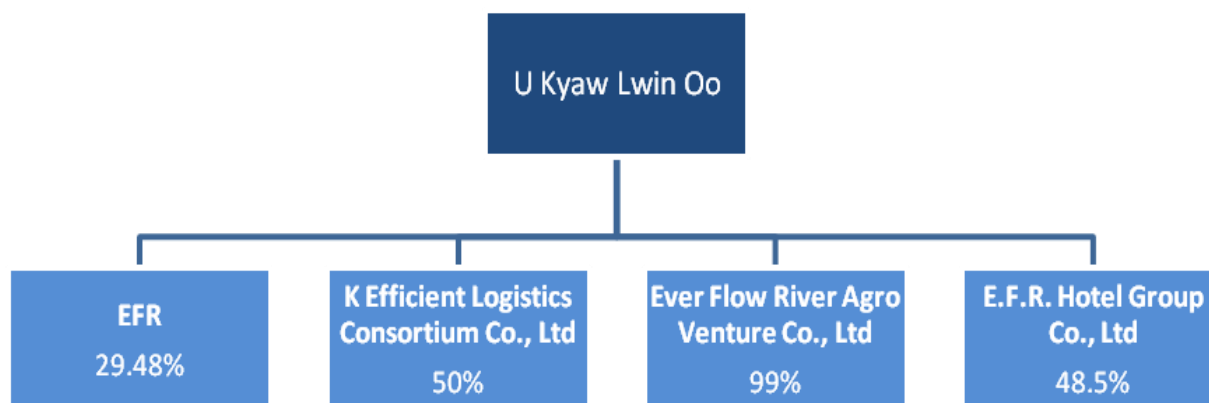 U Kyaw Lwin Oo
EFR
29.48%
K Efficient Logistics
Consortium Co., Ltd
50%
Ever Flow River Agro
Venture Co., Ltd
99%
E.F.R. Hotel Group
Co., Ltd
48.5%